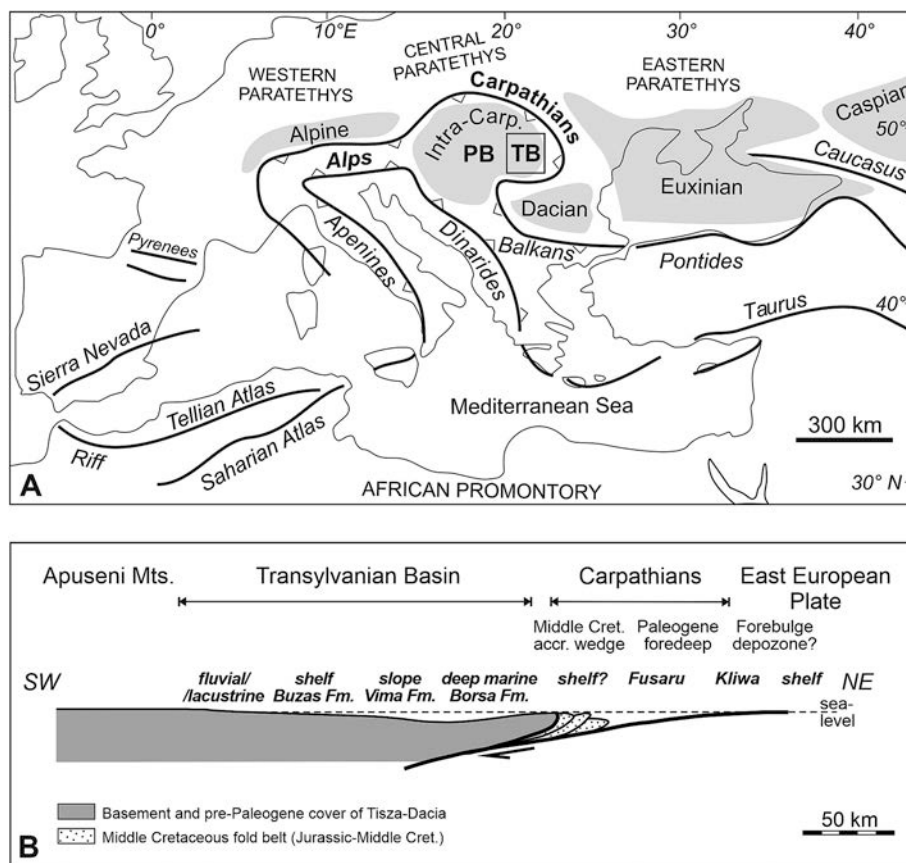 0°
10°E
20°
30°
40°
WESTERN
PARATETHYS
CENTRAL
PARATETHYS
EASTERN
PARATETHYS
Carpathians
Caspian
50°
Alpine
Intra-Carp.
Alps
PB
TB
Caucasus
Euxinian
Dacian
Apenines
Dinarides
Balkans
Pyrenees
Pontides
Taurus
40°
Sierra Nevada
Tellian Atlas
Mediterranean Sea
Riff
Saharian Atlas
300 km
A
AFRICAN PROMONTORY
30° N
Apuseni Mts.
Transylvanian Basin
Carpathians
East European
Plate
Middle Cret.
accr. wedge
Paleogene
foredeep
Forebulge
depozone?
SW
fluvial/
/lacustrine
shelf
Buzas Fm.
slope
Vima Fm.
deep marine
Borsa Fm.
shelf?
Fusaru
Kliwa
shelf
NE
sea-
level
Basement and pre-Paleogene cover of Tisza-Dacia
Middle Cretaceous fold belt (Jurassic-Middle Cret.)
B
50 km